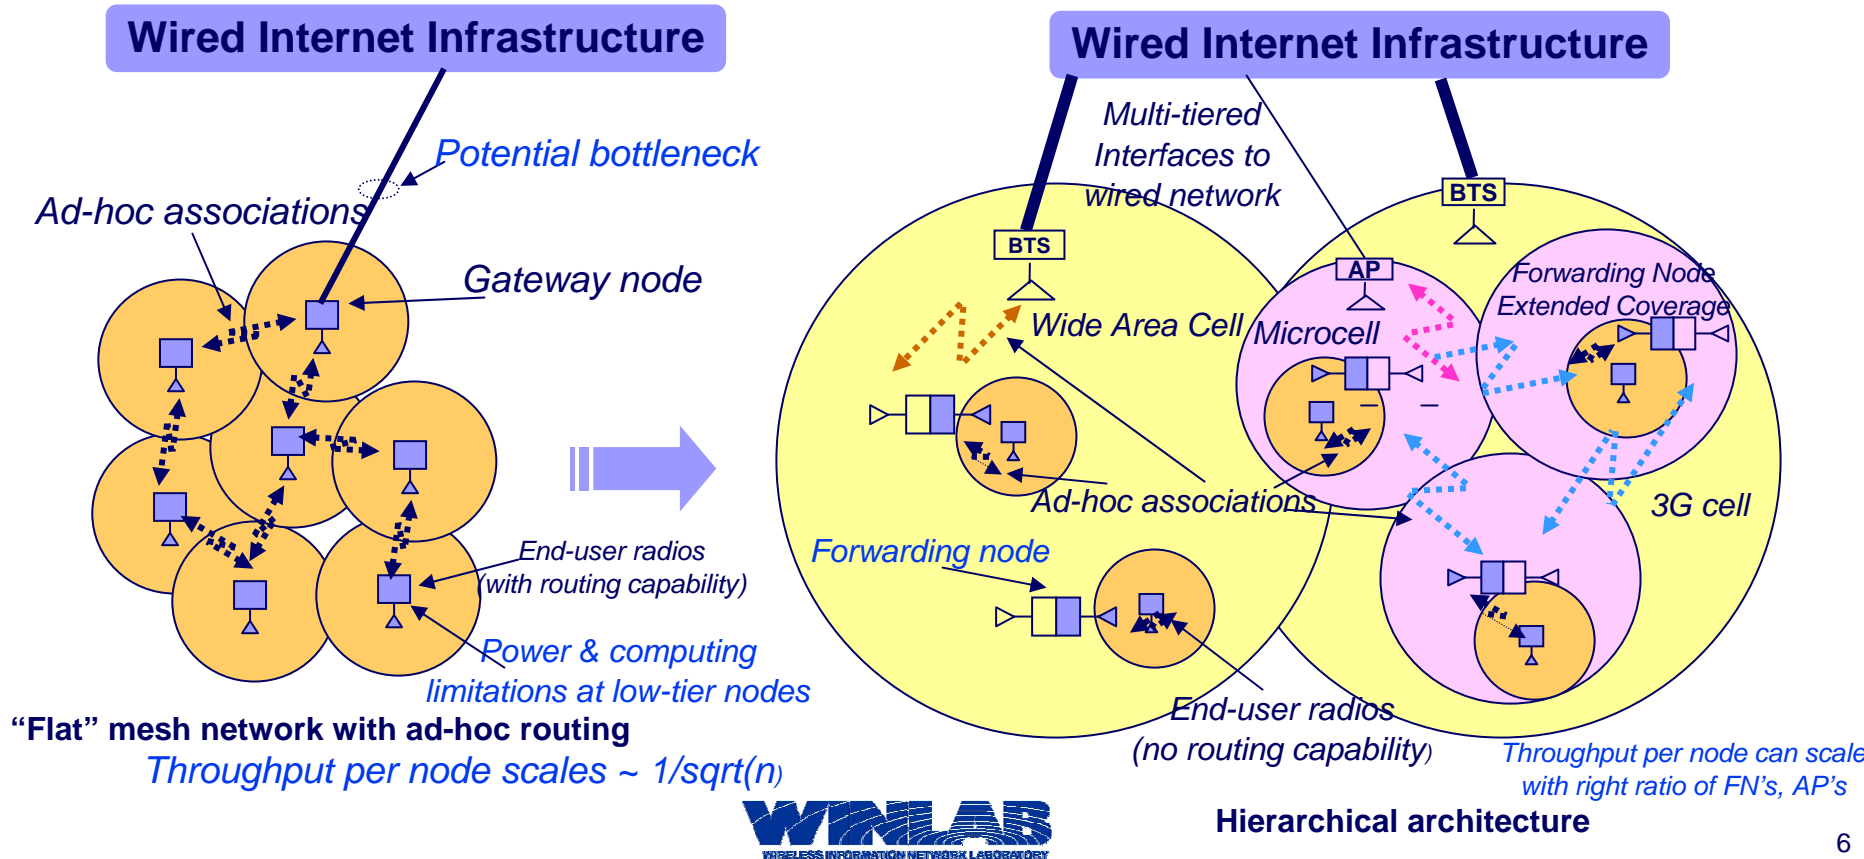 Wired Internet Infrastructure
Potential bottleneck
Ad-hoc associations
Gateway node
End-user radios
(with routing capability)
Power & computing
limitations at low-tier nodes
“Flat” mesh network with ad-hoc routing
Throughput per node scales ~ 1/sqrt(n)
Wired Internet Infrastructure
Multi-tiered
Interfaces to
wired network
BTS
BTS
AP
Forwarding Node
Extended Coverage
Wide Area Cell
Microcell
Ad-hoc associations
3G cell
Forwarding node
End-user radios
(no routing capability)
Throughput per node can scale
with right ratio of FN’s, AP’s
Hierarchical architecture
WINLAB
WIRELESS INFORMATION NETWORK LABORATORY
6